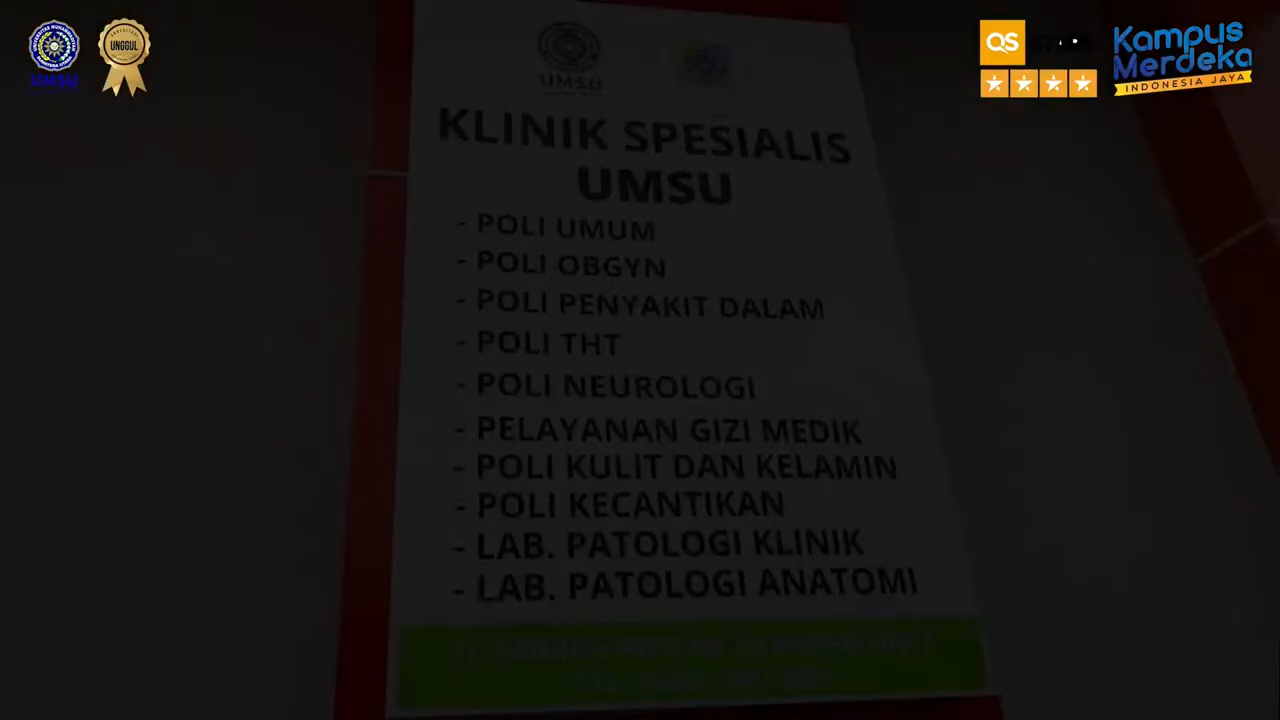 UMSU
UNGGUL
QS
Kampus
Merdeka
INDONESIA JAYA
UMSU
KLINIK SPESIALIS
UMSU
- POLI UMUM
- POLI OBGYN
- POLI PENYAKIT DALAM
- POLI THT
- POLI NEUROLOGI
- PELAYANAN GIZI MEDIK
- POLI KULIT DAN KELAMIN
- POLI KECANTIKAN
- LAB. PATOLOGI KLINIK
- LAB. PATOLOGI ANATOMI